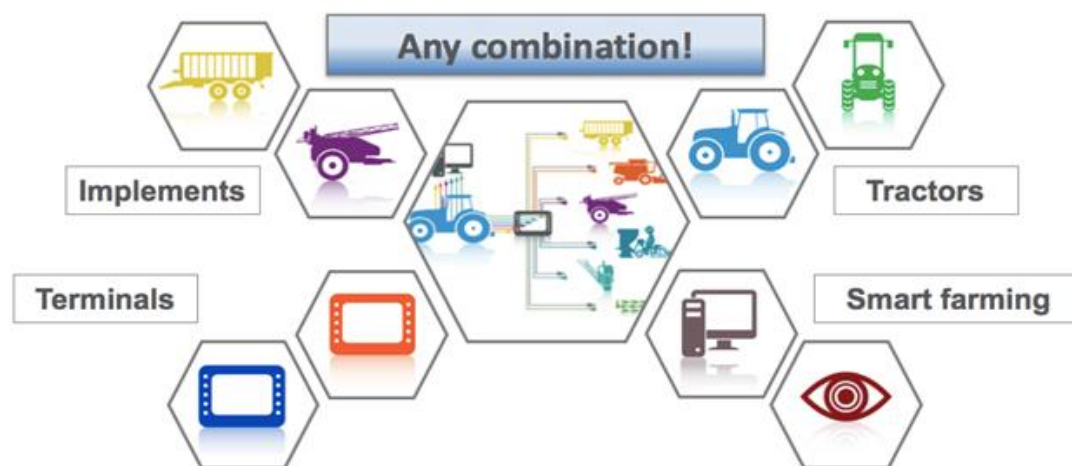 Any combination!
Implements
Tractors
Terminals
Smart farming